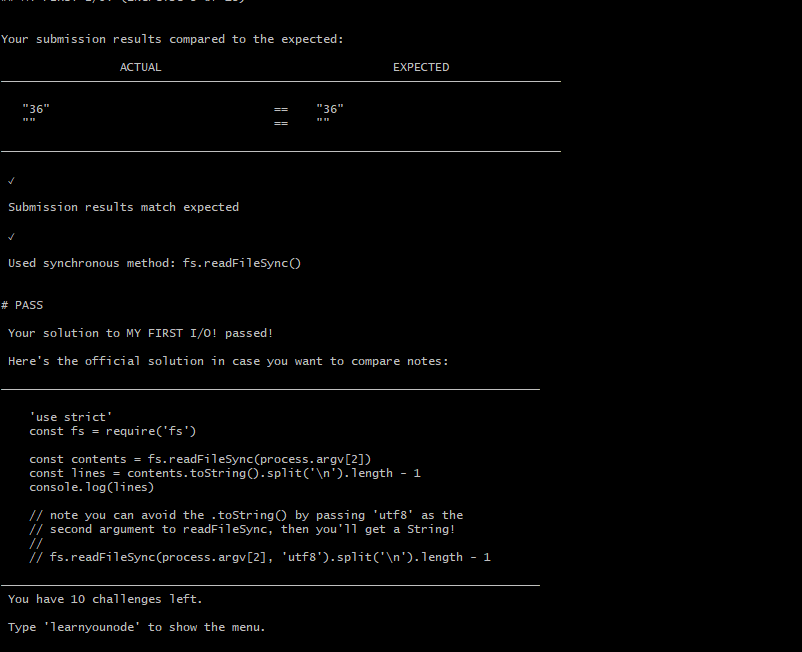 Your submission results compared to the expected:
ACTUAL EXPECTED
"36" == "36"
"" == ""
✓
Submission results match expected
✓
Used synchronous method: fs.readFileSync()
# PASS
Your solution to MY FIRST I/O! passed!
Here's the official solution in case you want to compare notes:
'use strict'
const fs = require('fs')
const contents = fs.readFileSync(process.argv[2])
const lines = contents.toString().split('\n').length - 1
console.log(lines)
// note you can avoid the .toString() by passing 'utf8' as the
// second argument to readFileSync, then you'll get a String!
//
// fs.readFileSync(process.argv[2], 'utf8').split('\n').length - 1
You have 10 challenges left.
Type 'learnyounode' to show the menu.